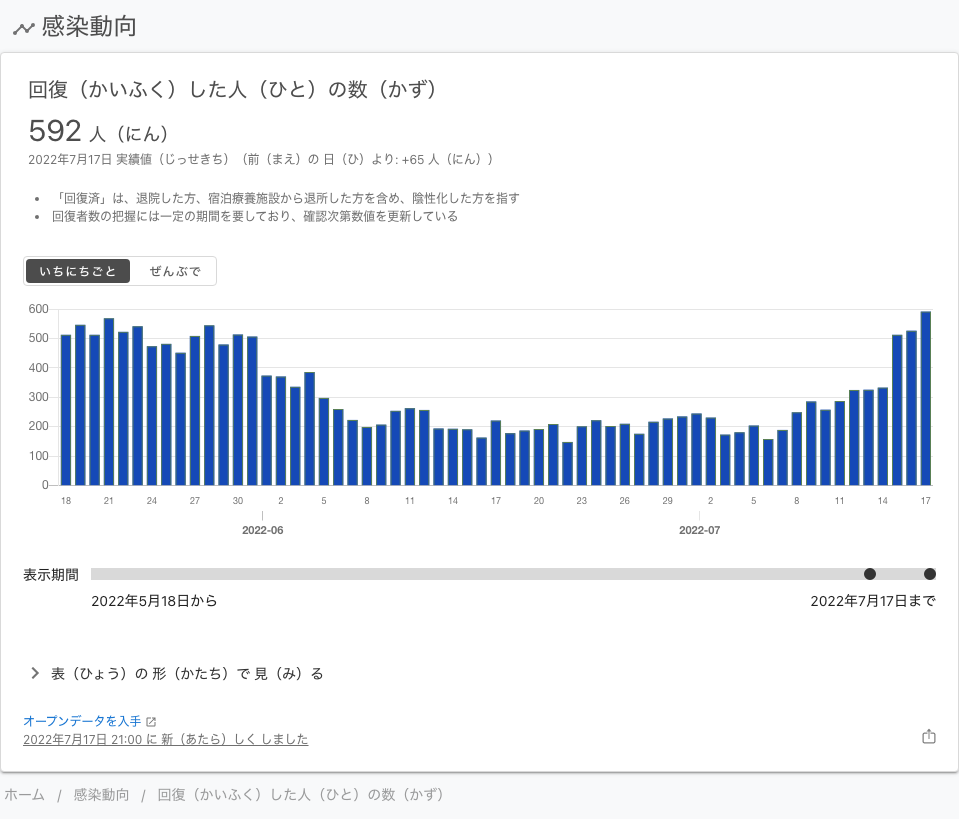 感染動向
回復（かいふく）した人（ひと）の数（かず）
592 人（にん）
2022年7月17日 実績値（じっせきち）（前（まえ）の 日（ひ）より: +65 人（にん））
• 「回復済」は、退院した方、宿泊療養施設から退所した方を含め、陰性化した方を指す
• 回復者数の把握には一定の期間を要しており、確認次第数値を更新している
いちにちごと ぜんぶで
600
500
400
300
200
100
0
18 21 24 27 30 2 5 8 11 14 17 20 23 26 29 2 5 8 11 14 17
2022-06 2022-07
表示期間
2022年5月18日から 2022年7月17日まで
表（ひょう）の 形（かたち）で 見（み）る
オープンデータを入手
2022年7月17日 21:00 に 新（あたら）しく しました
ホーム / 感染動向 / 回復（かいふく）した人（ひと）の数（かず）